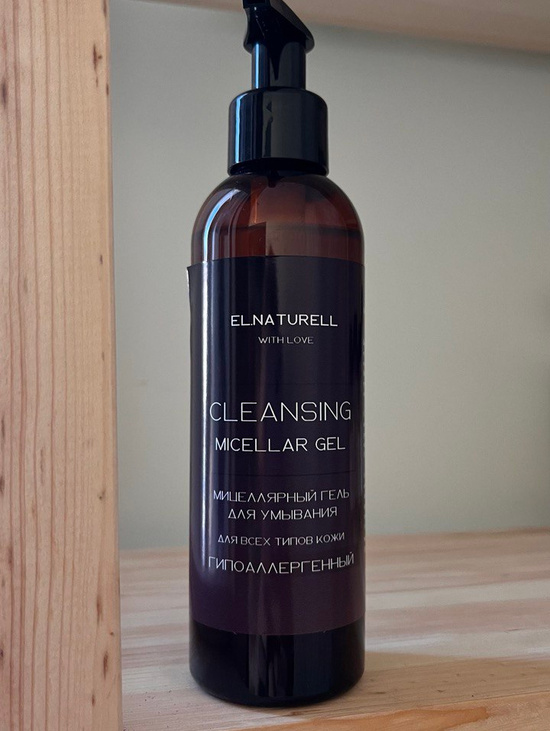 EL.NATURELL
WITH LOVE
CLEANSING
MICELLAR GEL
МИЦЕЛЛЯРНЫЙ ГЕЛЬ
ДЛЯ УМЫВАНИЯ
ДЛЯ ВСЕХ ТИПОВ КОЖИ
ГИПОАЛЛЕРГЕННЫЙ